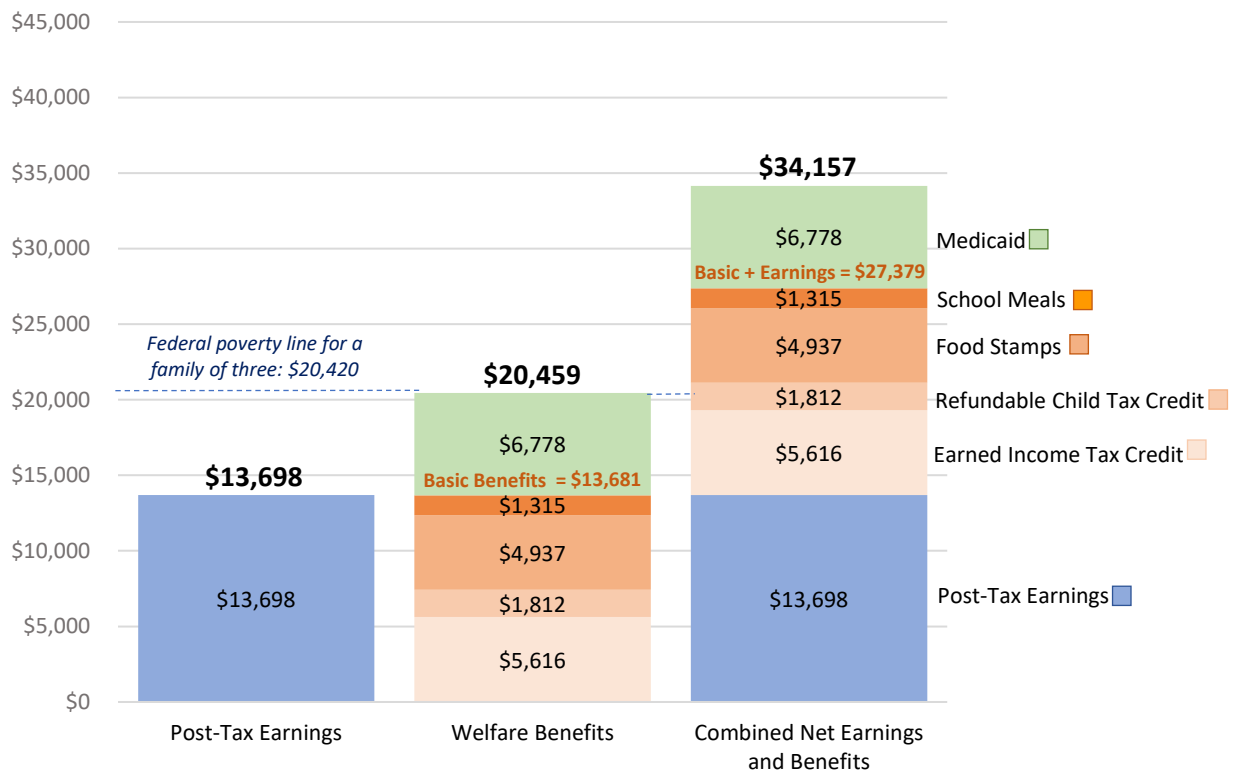 $45,000
$40,000
$35,000
$30,000
$25,000
$20,000
$15,000
$10,000
$5,000
$0
Federal poverty line for a
family of three: $20,420
$13,698
$13,698
Post-Tax Earnings
$20,459
$6,778
Basic Benefits = $13,681
$1,315
$4,937
$1,812
$5,616
Welfare Benefits
$34,157
$6,778
Basic + Earnings = $27,379
$1,315
$4,937
$1,812
$5,616
$13,698
Combined Net Earnings
and Benefits
Medicaid
School Meals
Food Stamps
Refundable Child Tax Credit
Earned Income Tax Credit
Post-Tax Earnings